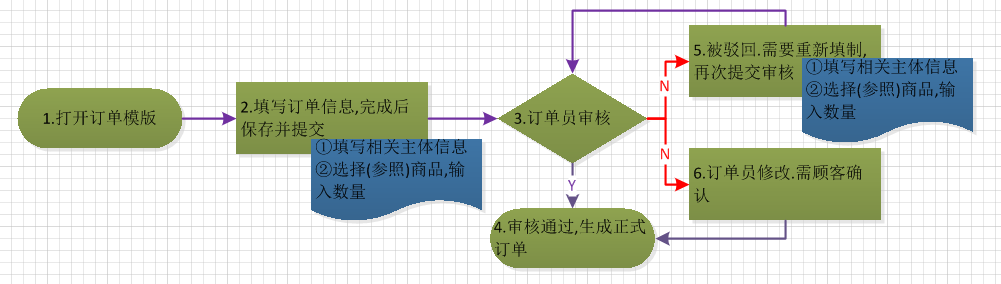 1.打开订单模版
2.填写订单信息,完成后
保存并提交
①填写相关主体信息
②选择(参照)商品,输
入数量
3.订单员审核
Y
4.审核通过,生成正式
订单
N
N
5.被驳回.需要重新填制,
再次提交审核
①填写相关主体信息
②选择(参照)商品,输
入数量
6.订单员修改.需顾客确
认